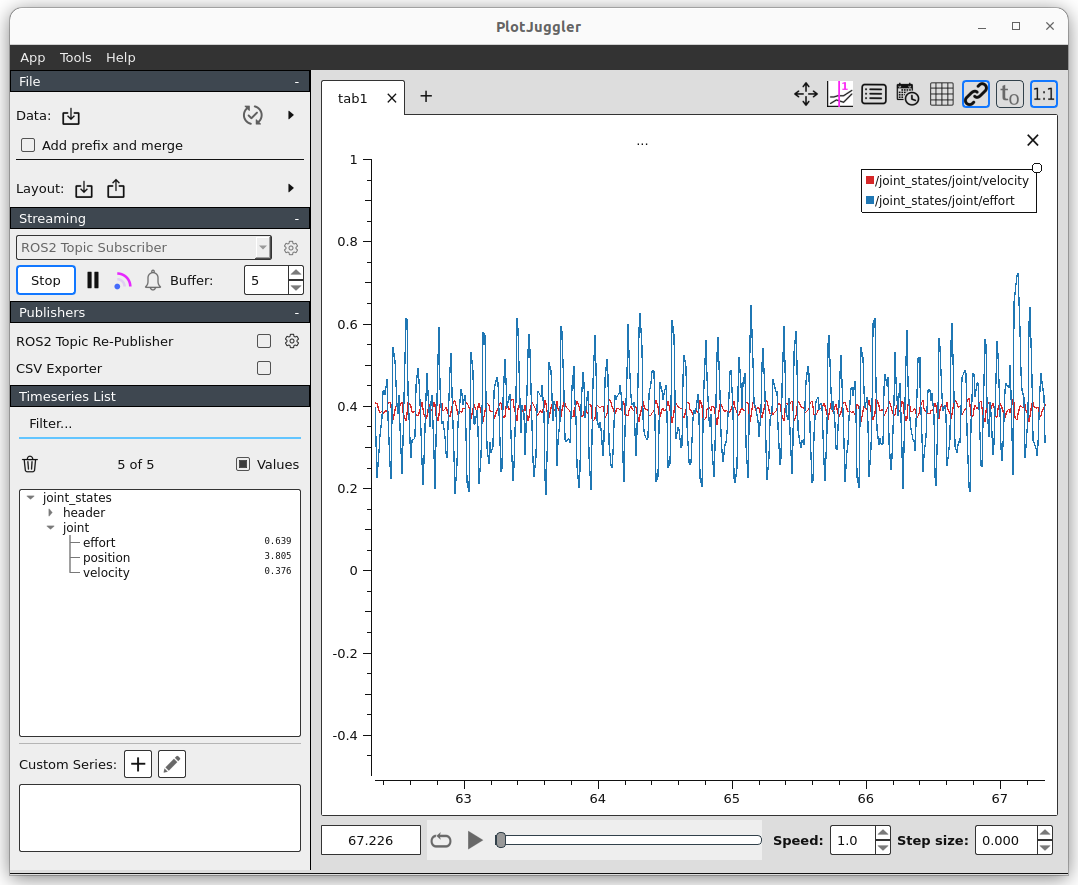 PlotJuggler
App Tools Help
File -
Data:
Add prefix and merge
Layout:
Streaming -
ROS2 Topic Subscriber
Stop Buffer: 5
Publishers -
ROS2 Topic Re-Publisher
CSV Exporter
Timeseries List
Filter...
5 of 5 Values
joint_states
header
joint
effort 0.639
position 3.805
velocity 0.376
Custom Series:
tab1
1
t0 1:1
...
/joint_states/joint/velocity
/joint_states/joint/effort
1
0.8
0.6
0.4
0.2
0
-0.2
-0.4
63 64 65 66 67
67.226 Speed: 1.0 Step size: 0.000